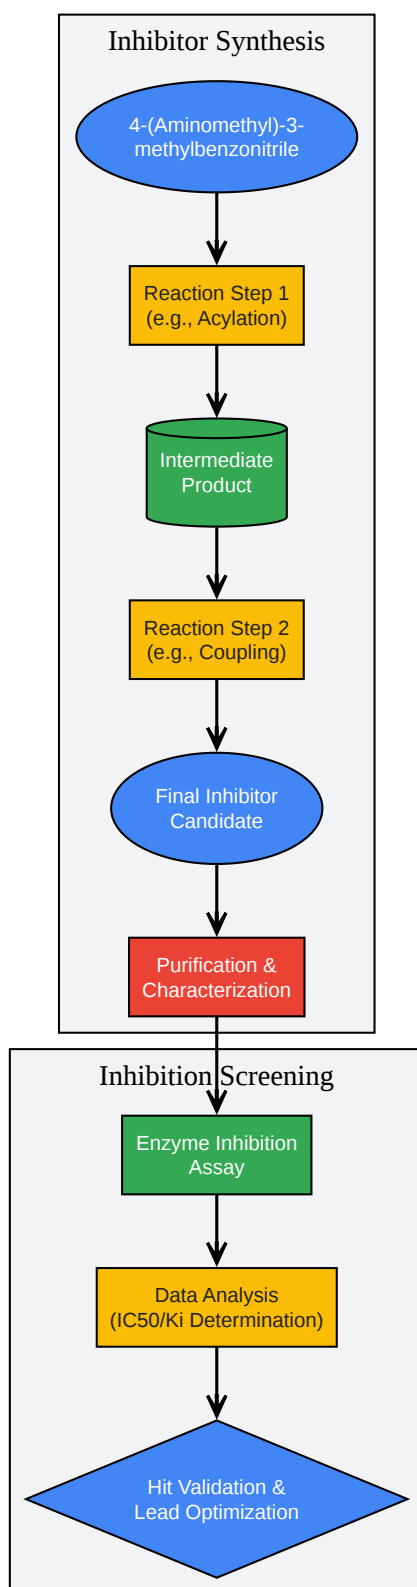 Inhibitor Synthesis
4-(Aminomethyl)-3-
methylbenzonitrile
Reaction Step 1
(e.g., Acylation)
Intermediate
Product
Reaction Step 2
(e.g., Coupling)
Final Inhibitor
Candidate
Purification &
Characterization
Inhibition Screening
Enzyme Inhibition
Assay
Data Analysis
(IC50/Ki Determination)
Hit Validation &
Lead Optimization